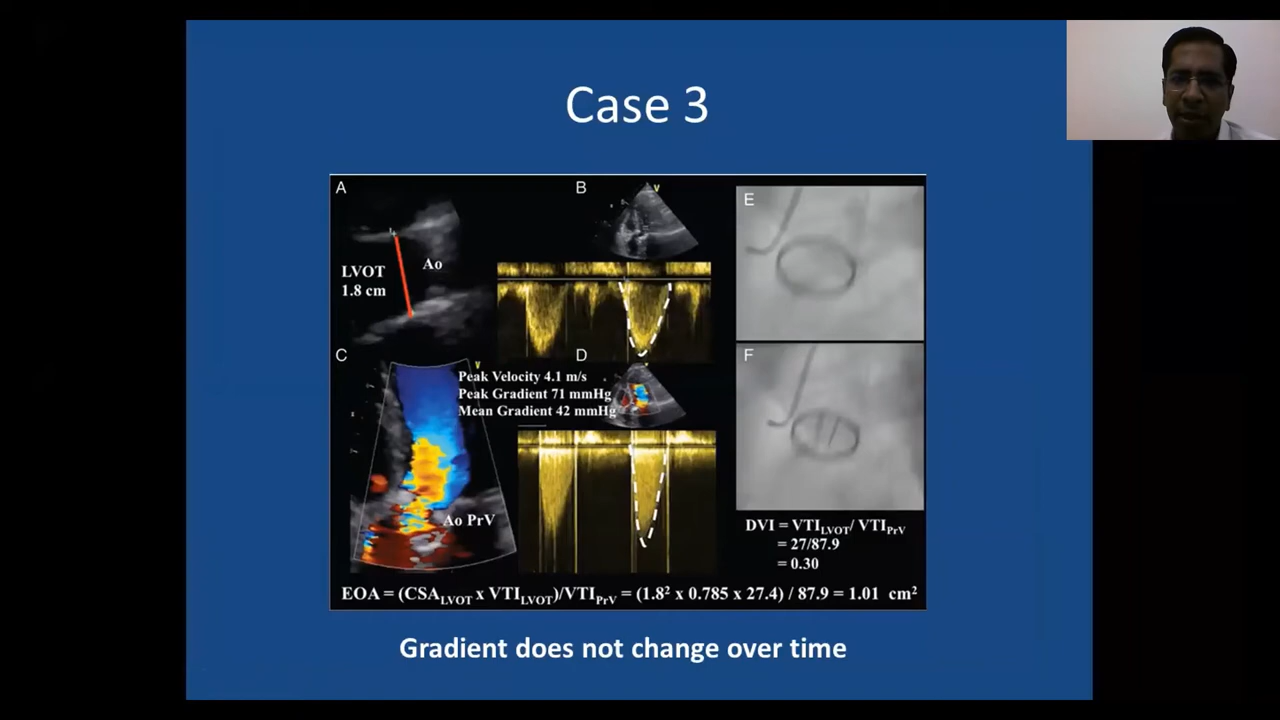 Case 3
A
LVOT
1.8 cm
Ao
B
V
C
V
Peak Velocity 4.1 m/s
Peak Gradient 71 mmHg
Mean Gradient 42 mmHg
Ao PrV
D
E
F
DVI = VTILVOT/ VTIPrV
= 27/87.9
= 0.30
EOA = (CSALVOT x VTILVOT)/VTIPrV = (1.8² x 0.785 x 27.4) / 87.9 = 1.01 cm²
Gradient does not change over time